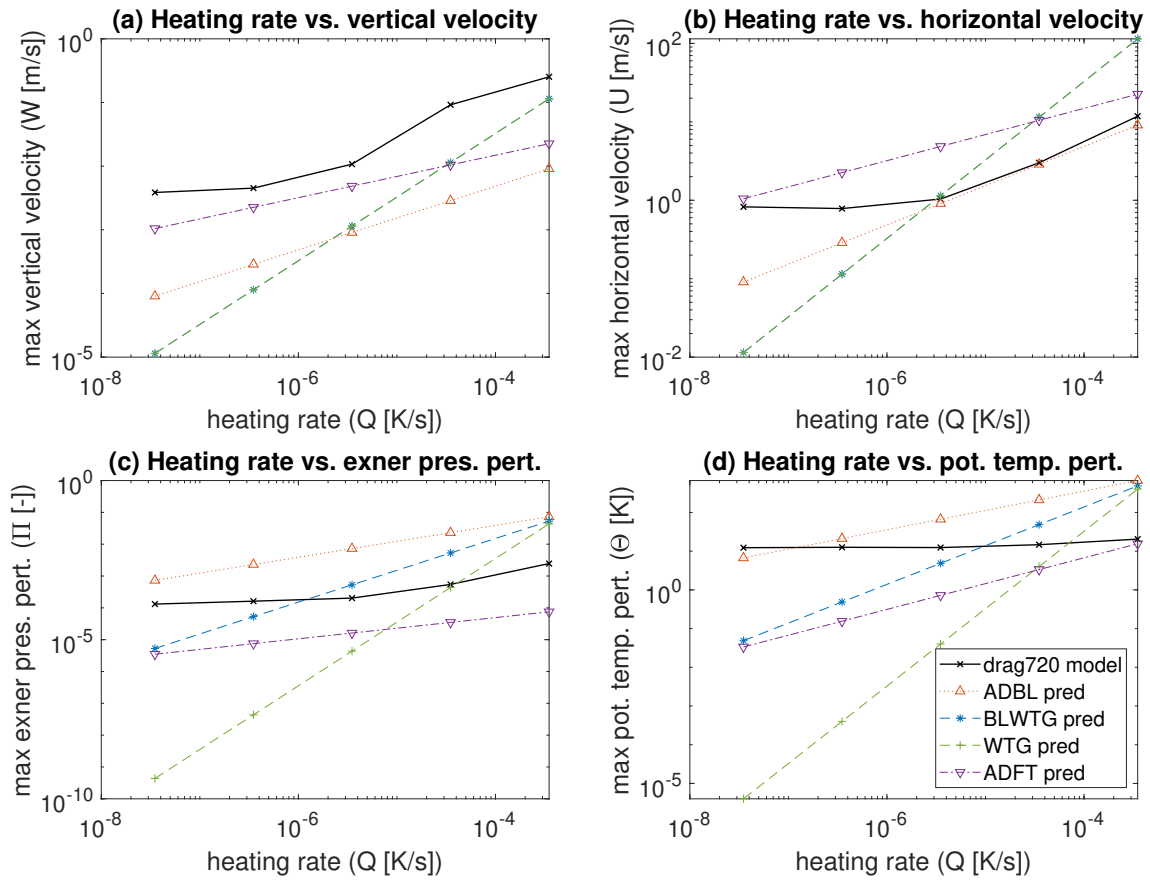 (a) Heating rate vs. vertical velocity
max vertical velocity (W [m/s])
10^0
10^-5
10^-8
10^-6
10^-4
heating rate (Q [K/s])
(b) Heating rate vs. horizontal velocity
max horizontal velocity (U [m/s])
10^2
10^0
10^-2
10^-8
10^-6
10^-4
heating rate (Q [K/s])
(c) Heating rate vs. exner pres. pert.
max exner pres. pert. (Π [-])
10^0
10^-5
10^-10
10^-8
10^-6
10^-4
heating rate (Q [K/s])
(d) Heating rate vs. pot. temp. pert.
max pot. temp. pert. (Θ [K])
10^0
10^-5
10^-8
10^-6
10^-4
heating rate (Q [K/s])
drag720 model
ADBL pred
BLWTG pred
WTG pred
ADFT pred